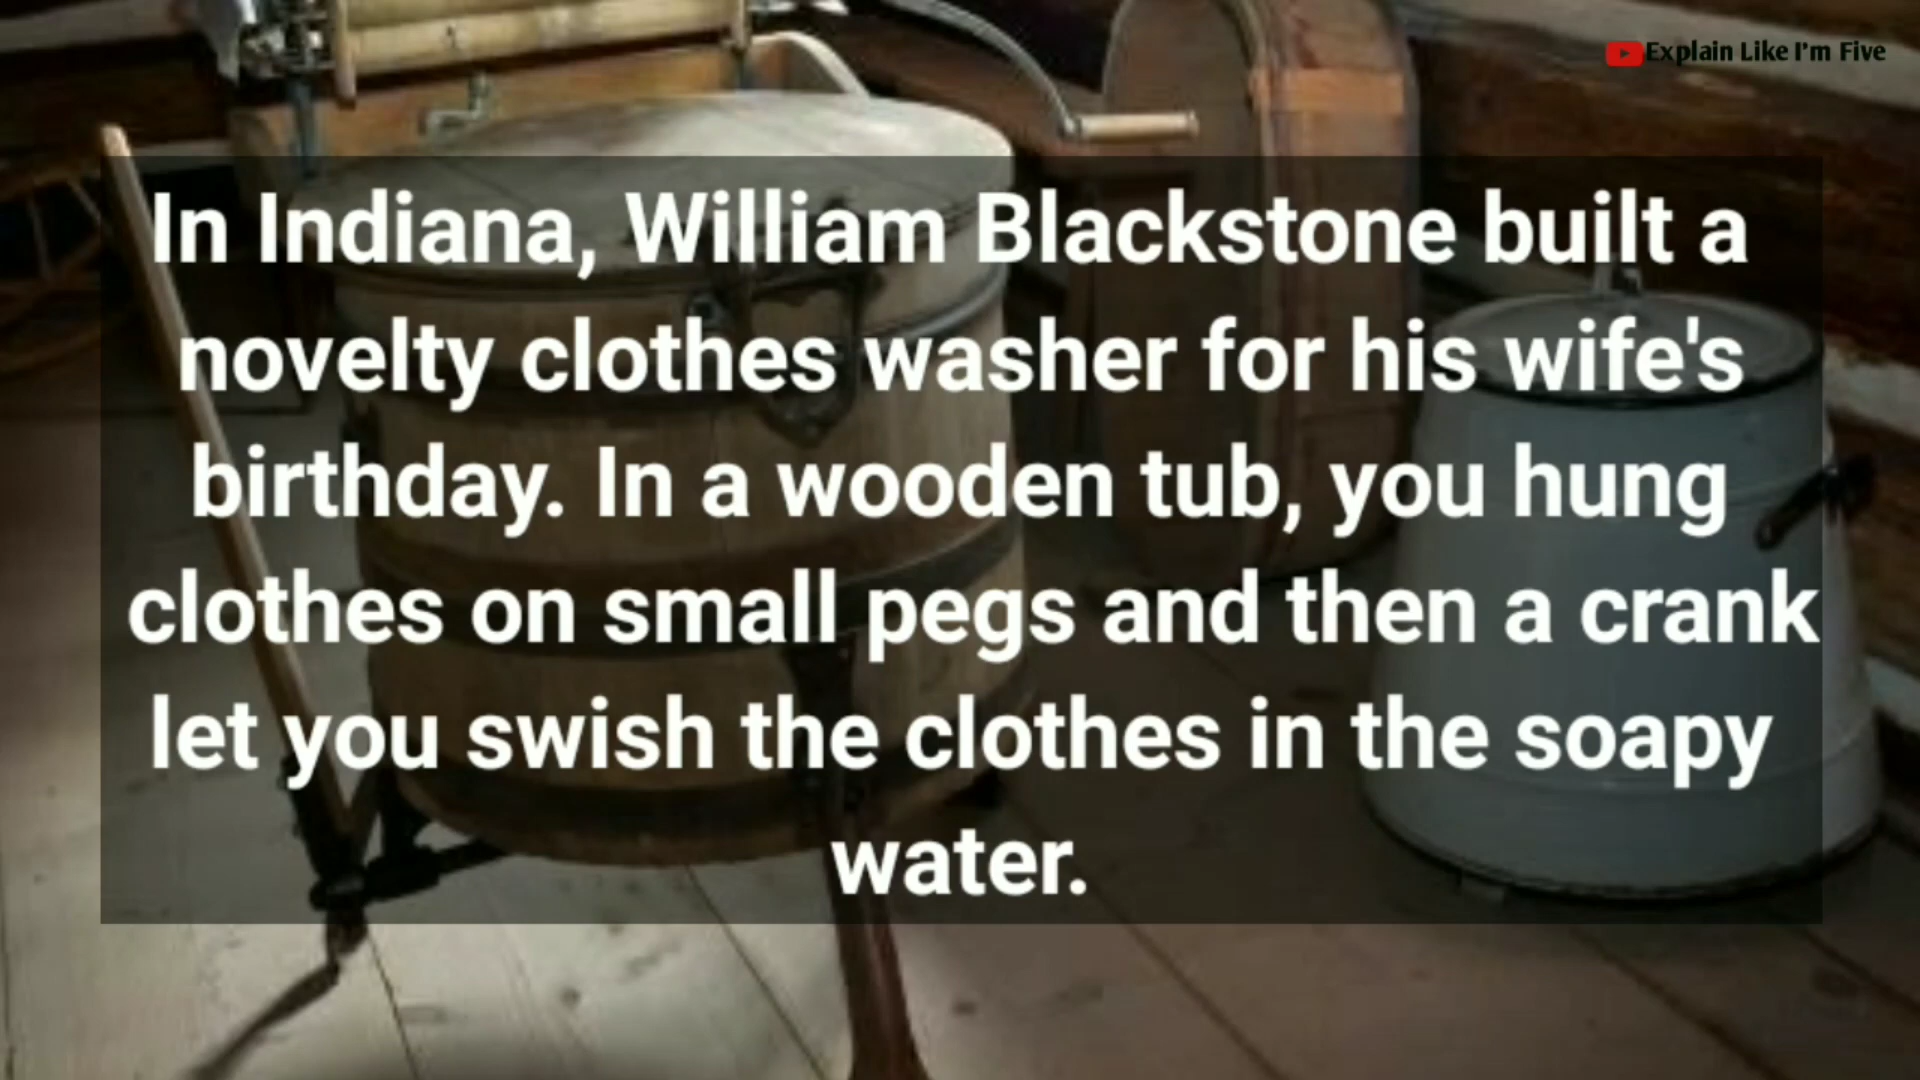 Explain Like I'm Five
In Indiana, William Blackstone built a
novelty clothes washer for his wife's
birthday. In a wooden tub, you hung
clothes on small pegs and then a crank
let you swish the clothes in the soapy
water.